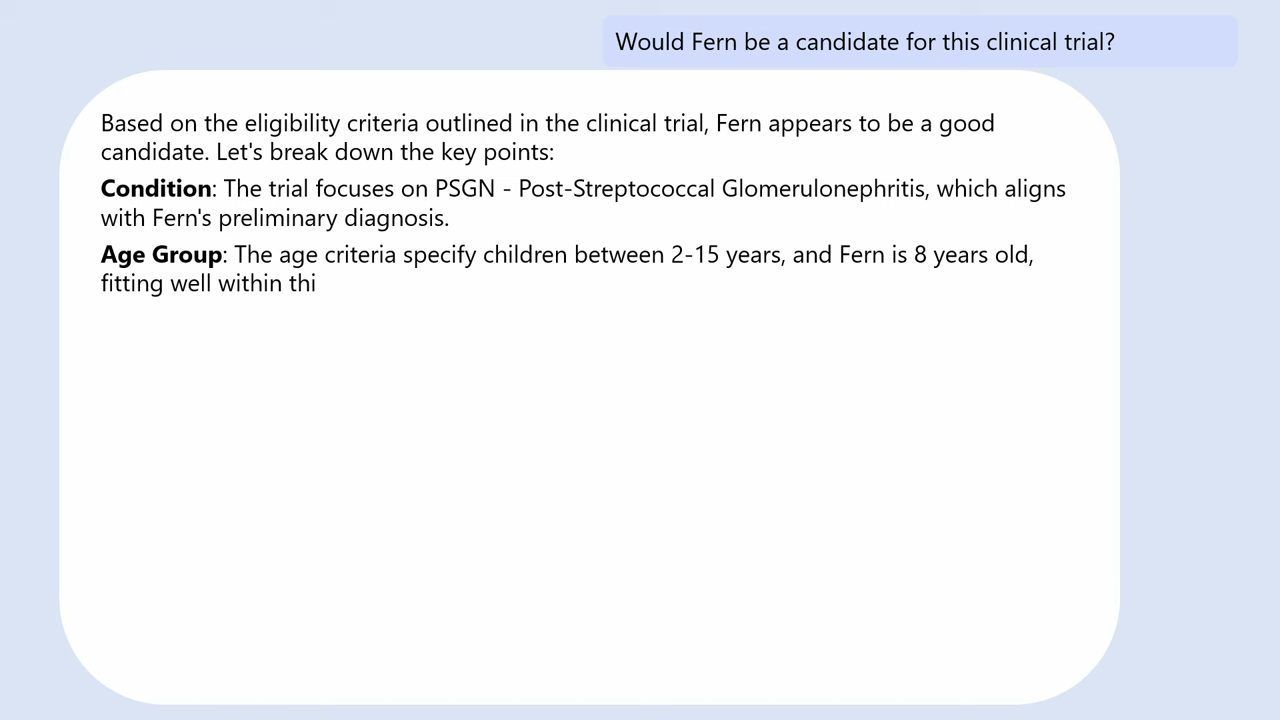 Would Fern be a candidate for this clinical trial?
Based on the eligibility criteria outlined in the clinical trial, Fern appears to be a good
candidate. Let's break down the key points:
Condition: The trial focuses on PSGN - Post-Streptococcal Glomerulonephritis, which aligns
with Fern's preliminary diagnosis.
Age Group: The age criteria specify children between 2-15 years, and Fern is 8 years old,
fitting well within thi